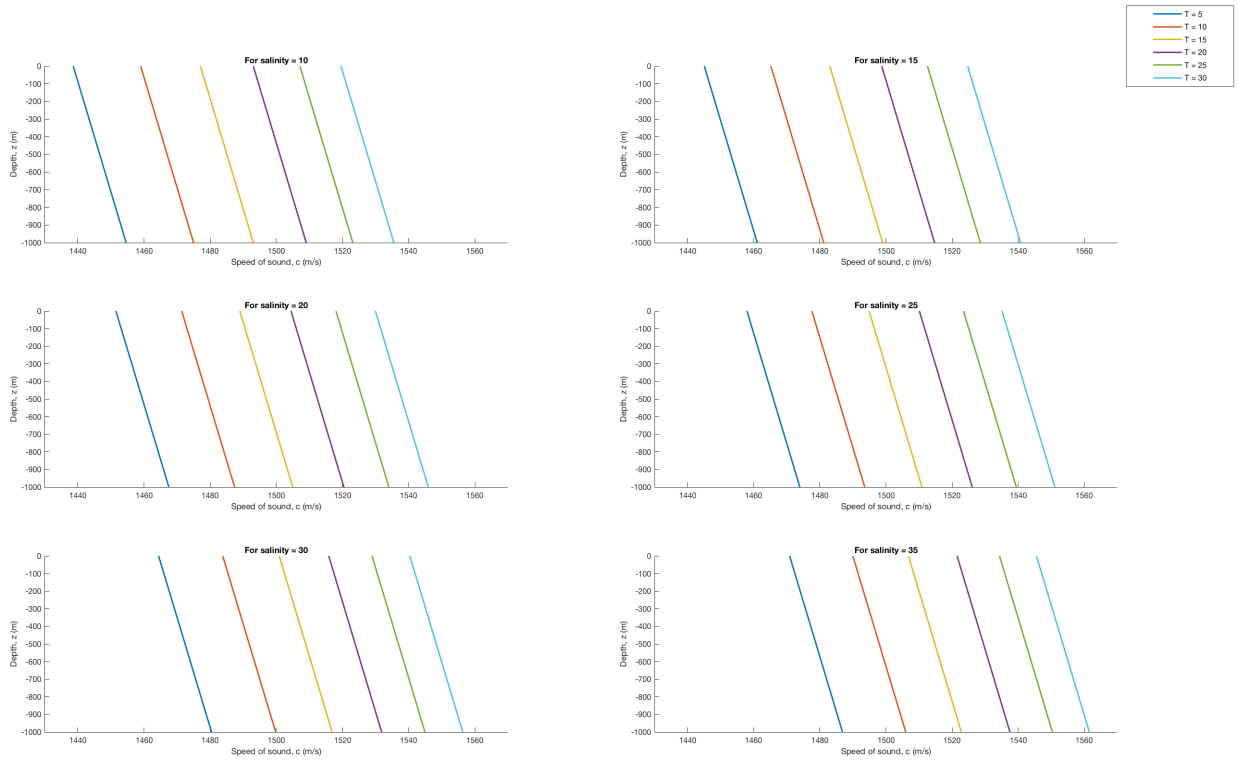 T = 5
T = 10
T = 15
T = 20
T = 25
T = 30
For salinity = 10
0
-100
-200
-300
-400
-500
-600
-700
-800
-900
-1000
Depth, z (m)
1440 1460 1480 1500 1520 1540 1560
Speed of sound, c (m/s)
For salinity = 15
0
-100
-200
-300
-400
-500
-600
-700
-800
-900
-1000
Depth, z (m)
1440 1460 1480 1500 1520 1540 1560
Speed of sound, c (m/s)
For salinity = 20
0
-100
-200
-300
-400
-500
-600
-700
-800
-900
-1000
Depth, z (m)
1440 1460 1480 1500 1520 1540 1560
Speed of sound, c (m/s)
For salinity = 25
0
-100
-200
-300
-400
-500
-600
-700
-800
-900
-1000
Depth, z (m)
1440 1460 1480 1500 1520 1540 1560
Speed of sound, c (m/s)
For salinity = 30
0
-100
-200
-300
-400
-500
-600
-700
-800
-900
-1000
Depth, z (m)
1440 1460 1480 1500 1520 1540 1560
Speed of sound, c (m/s)
For salinity = 35
0
-100
-200
-300
-400
-500
-600
-700
-800
-900
-1000
Depth, z (m)
1440 1460 1480 1500 1520 1540 1560
Speed of sound, c (m/s)